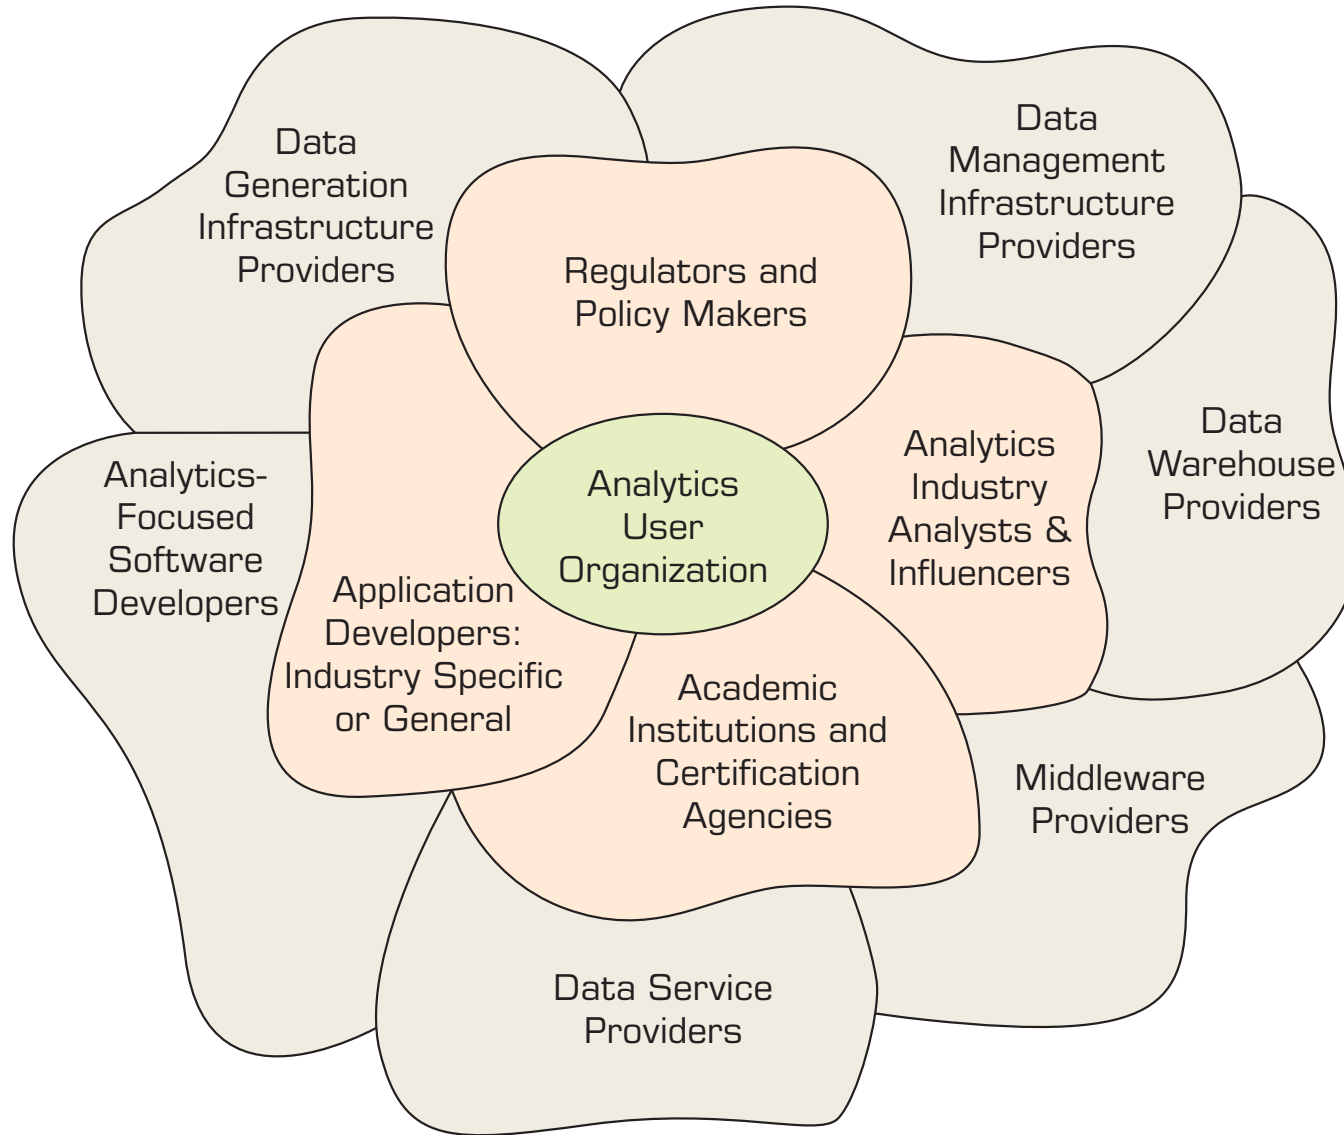 Data
Generation
Infrastructure
Providers
Data
Management
Infrastructure
Providers
Regulators and
Policy Makers
Analytics
Industry
Analysts &
Influencers
Data
Warehouse
Providers
Analytics
User
Organization
Analytics-
Focused
Software
Developers
Application
Developers:
Industry Specific
or General
Academic
Institutions and
Certification
Agencies
Middleware
Providers
Data Service
Providers